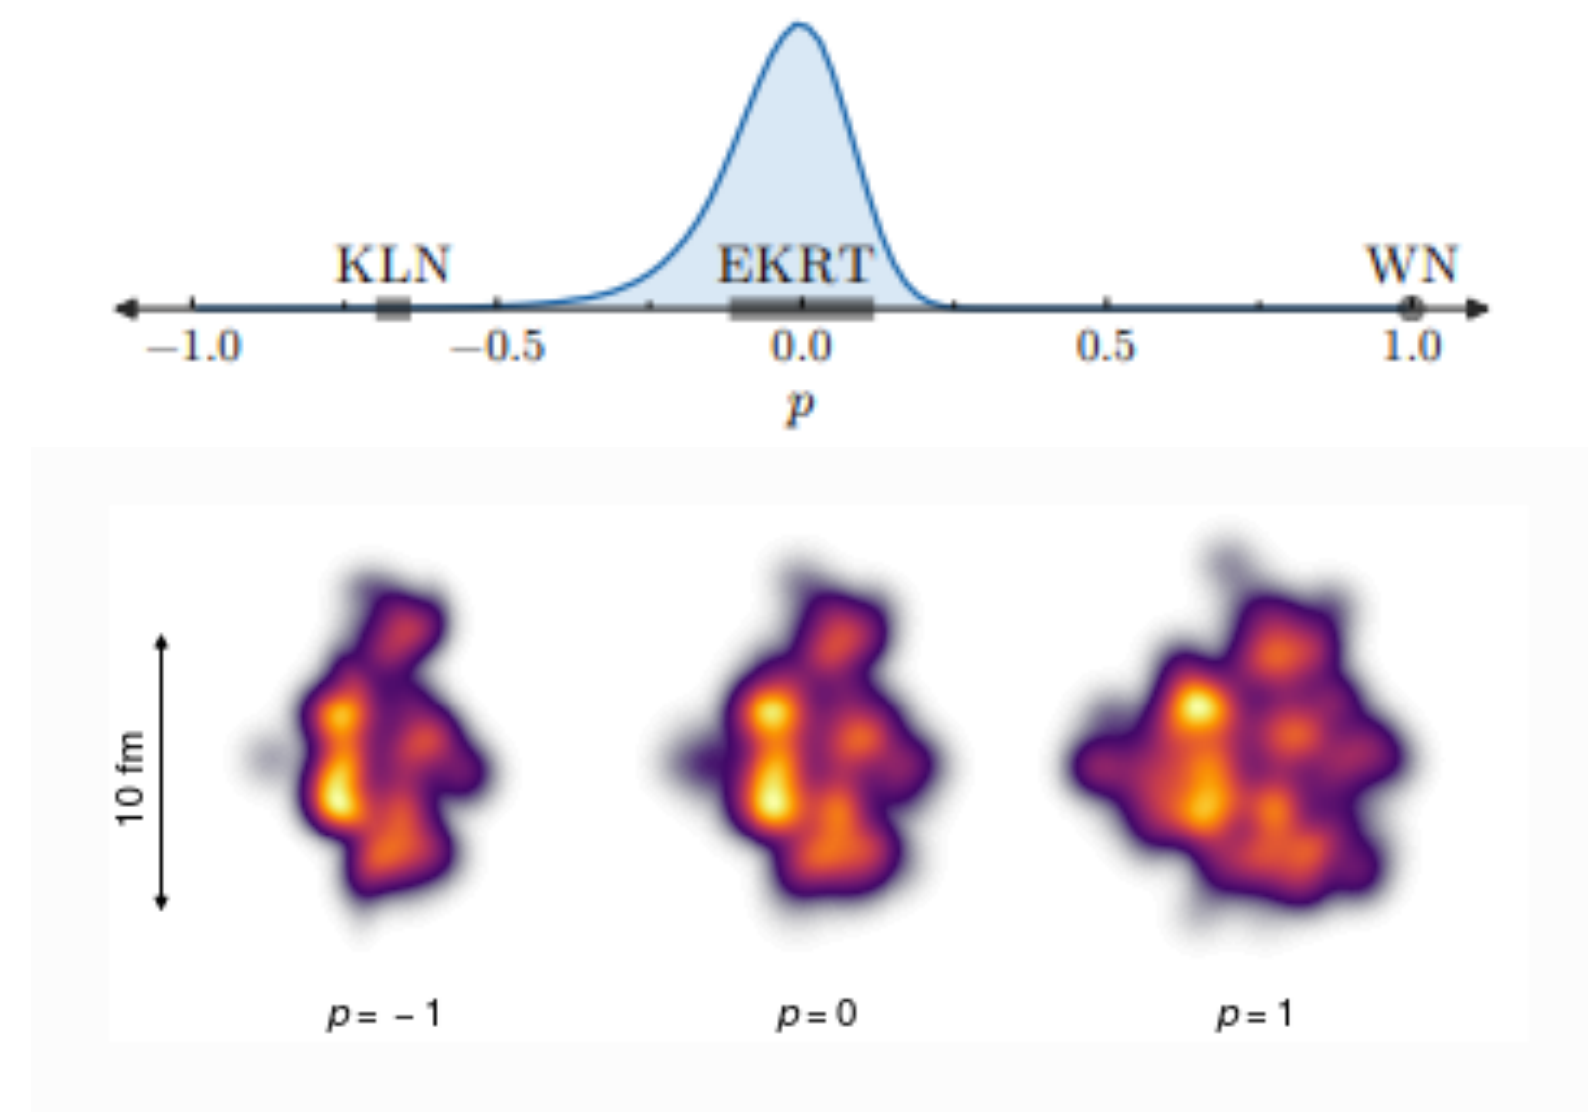 KLN EKRT WN
−1.0 −0.5 0.0 0.5 1.0
p
10 fm
p = − 1 p = 0 p = 1